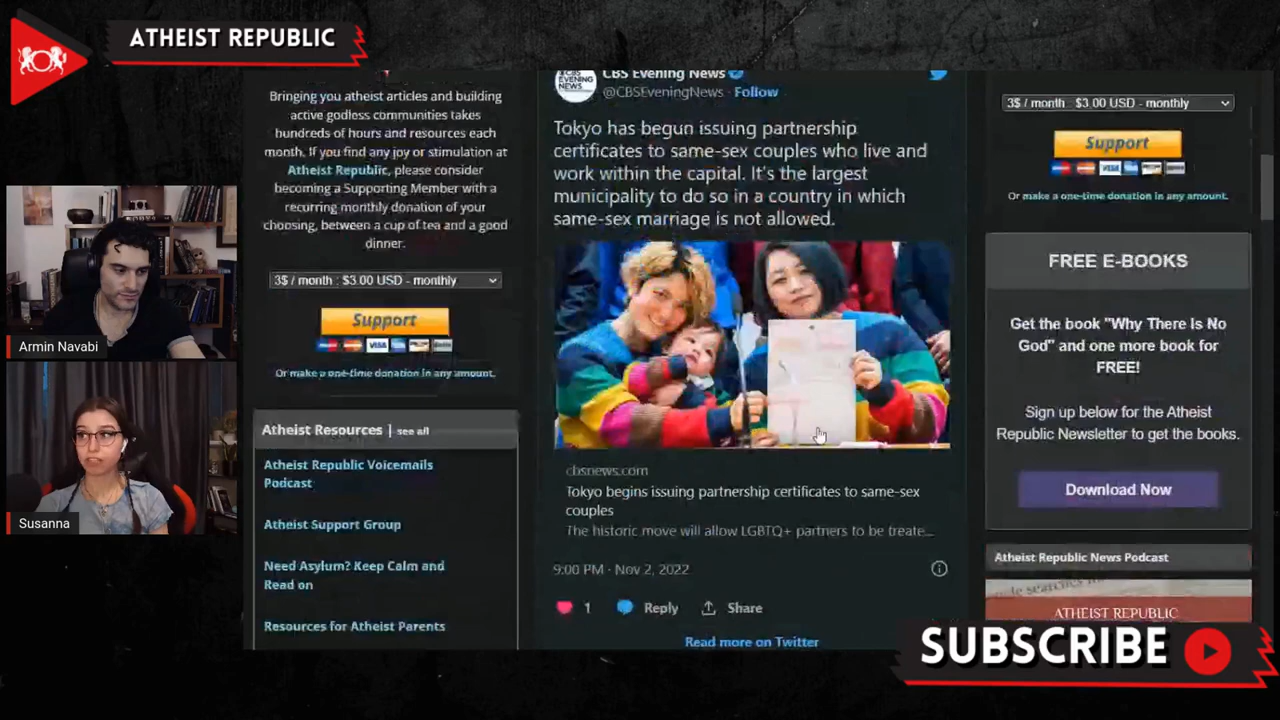 ATHEIST REPUBLIC
Armin Navabi
Susanna
Bringing you atheist articles and building
active godless communities takes
hundreds of hours and resources each
month. If you find any joy or stimulation at
Atheist Republic, please consider
becoming a Supporting Member with a
recurring monthly donation of your
choosing, between a cup of tea and a good
dinner.
3$ / month : $3.00 USD - monthly
Support
VISA
Or make a one-time donation in any amount.
Atheist Resources | see all
Atheist Republic Voicemails
Podcast
Atheist Support Group
Need Asylum? Keep Calm and
Read on
Resources for Atheist Parents
CBS
EVENING
NEWS
CBS Evening News
@CBSEveningNews · Follow
Tokyo has begun issuing partnership
certificates to same-sex couples who live and
work within the capital. It's the largest
municipality to do so in a country in which
same-sex marriage is not allowed.
cbsnews.com
Tokyo begins issuing partnership certificates to same-sex
couples
The historic move will allow LGBTQ+ partners to be treate...
9:00 PM · Nov 2, 2022
1
Reply
Share
Read more on Twitter
3$ / month : $3.00 USD - monthly
Support
VISA
Or make a one-time donation in any amount.
FREE E-BOOKS
Get the book "Why There Is No
God" and one more book for
FREE!
Sign up below for the Atheist
Republic Newsletter to get the books.
Download Now
Atheist Republic News Podcast
ATHEIST REPUBLIC
SUBSCRIBE